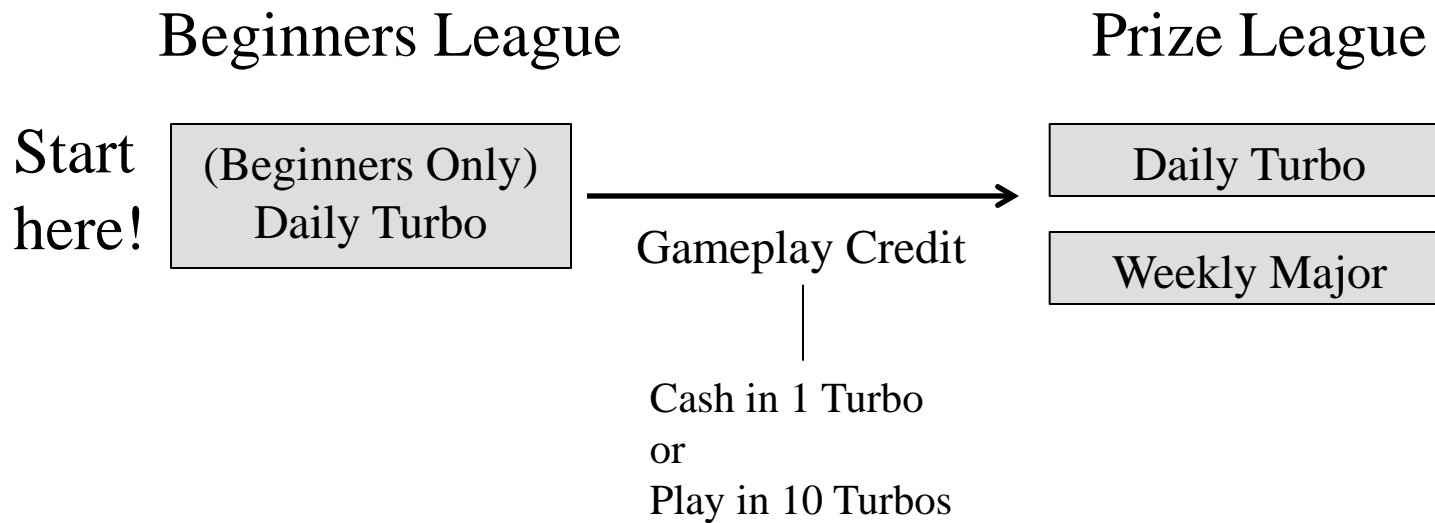 Beginners League
Prize League
Start
here!
(Beginners Only)
Daily Turbo
Gameplay Credit
Cash in 1 Turbo
or
Play in 10 Turbos
Daily Turbo
Weekly Major